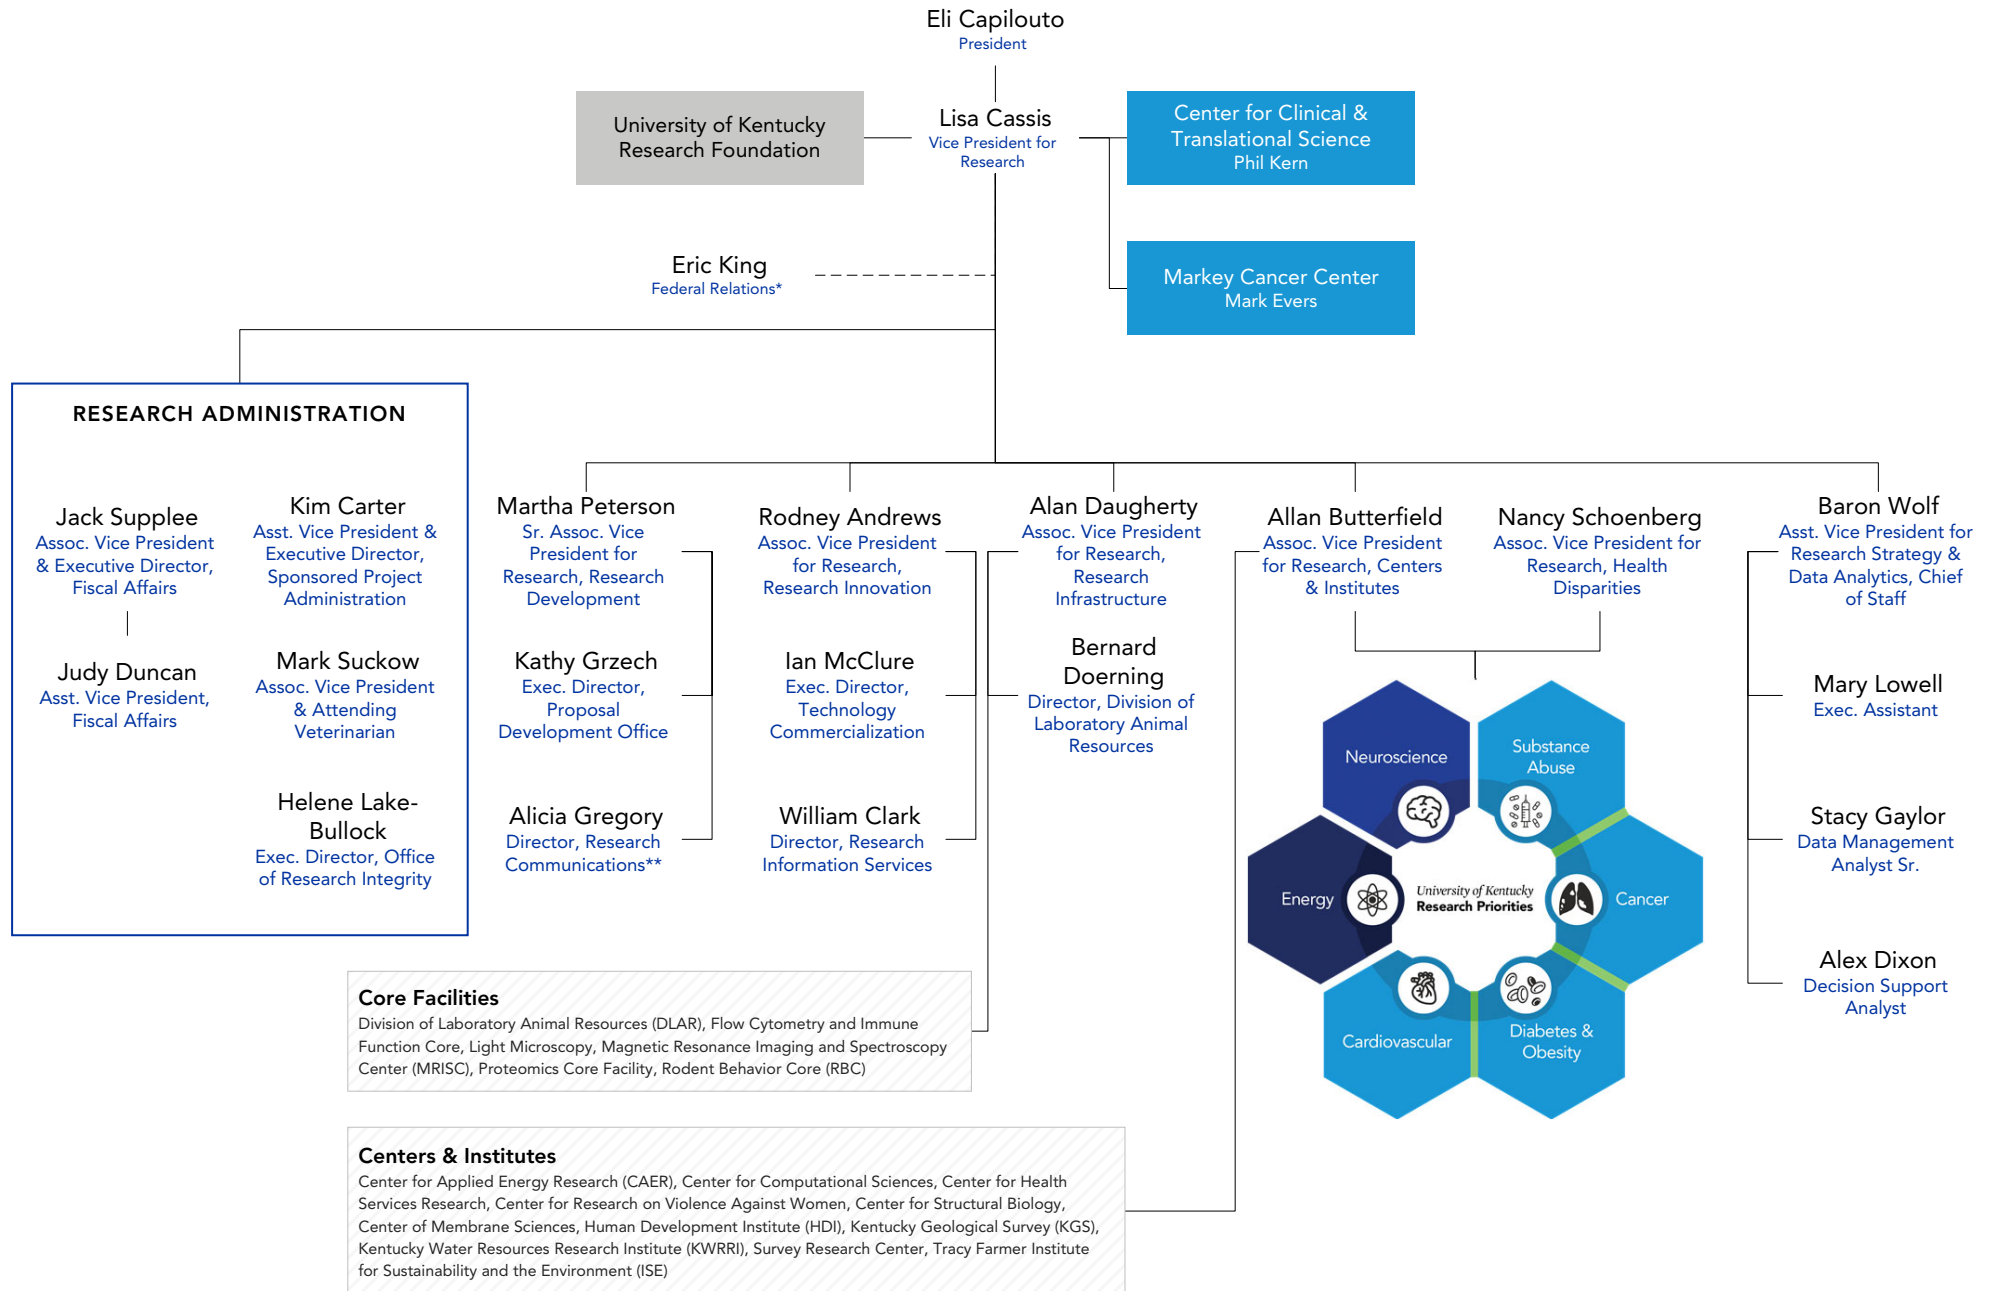 Eli Capilouto
President
University of Kentucky
Research Foundation
Lisa Cassis
Vice President for
Research
Center for Clinical &
Translational Science
Phil Kern
Eric King
Federal Relations*
Markey Cancer Center
Mark Evers
RESEARCH ADMINISTRATION
Jack Supplee
Assoc. Vice President
& Executive Director,
Fiscal Affairs
Judy Duncan
Asst. Vice President,
Fiscal Affairs
Kim Carter
Asst. Vice President &
Executive Director,
Sponsored Project
Administration
Mark Suckow
Assoc. Vice President
& Attending
Veterinarian
Helene Lake-
Bullock
Exec. Director, Office
of Research Integrity
Martha Peterson
Sr. Assoc. Vice
President for
Research, Research
Development
Kathy Grzech
Exec. Director,
Proposal
Development Office
Alicia Gregory
Director, Research
Communications**
Rodney Andrews
Assoc. Vice President
for Research,
Research Innovation
Ian McClure
Exec. Director,
Technology
Commercialization
William Clark
Director, Research
Information Services
Alan Daugherty
Assoc. Vice President
for Research,
Research
Infrastructure
Bernard
Doerning
Director, Division of
Laboratory Animal
Resources
Allan Butterfield
Assoc. Vice President
for Research, Centers
& Institutes
Nancy Schoenberg
Assoc. Vice President for
Research, Health
Disparities
Baron Wolf
Asst. Vice President for
Research Strategy &
Data Analytics, Chief
of Staff
Mary Lowell
Exec. Assistant
Stacy Gaylor
Data Management
Analyst Sr.
Alex Dixon
Decision Support
Analyst
Neuroscience
Substance
Abuse
Energy
University of Kentucky
Research Priorities
Cancer
Cardiovascular
Diabetes &
Obesity
Core Facilities
Division of Laboratory Animal Resources (DLAR), Flow Cytometry and Immune
Function Core, Light Microscopy, Magnetic Resonance Imaging and Spectroscopy
Center (MRISC), Proteomics Core Facility, Rodent Behavior Core (RBC)
Centers & Institutes
Center for Applied Energy Research (CAER), Center for Computational Sciences, Center for Health
Services Research, Center for Research on Violence Against Women, Center for Structural Biology,
Center of Membrane Sciences, Human Development Institute (HDI), Kentucky Geological Survey (KGS),
Kentucky Water Resources Research Institute (KWRRI), Survey Research Center, Tracy Farmer Institute
for Sustainability and the Environment (ISE)